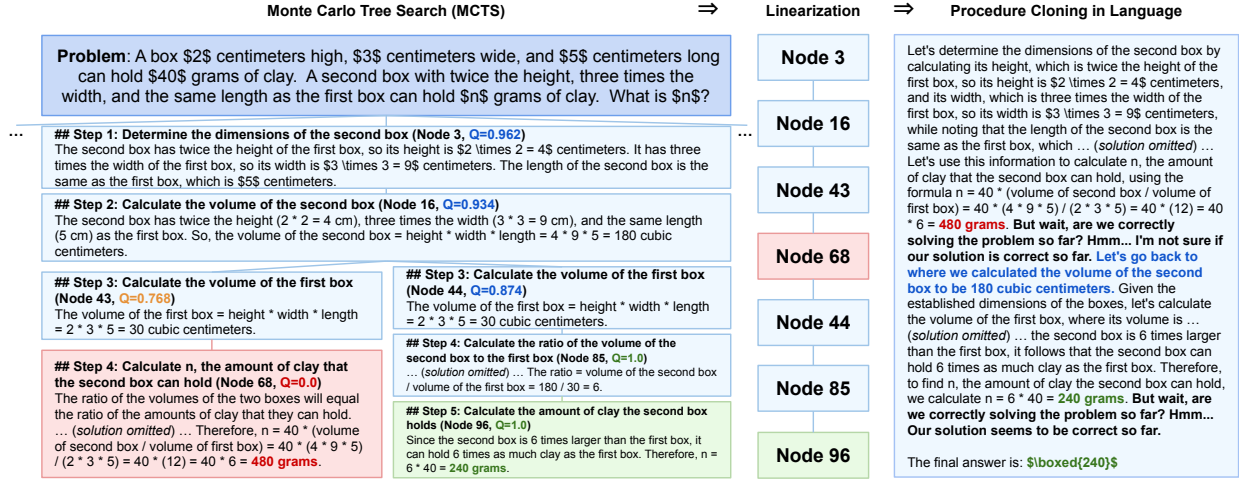 Monte Carlo Tree Search (MCTS)
⇒
Linearization
⇒
Procedure Cloning in Language
Problem: A box $2$ centimeters high, $3$ centimeters wide, and $5$ centimeters long
can hold $40$ grams of clay. A second box with twice the height, three times the
width, and the same length as the first box can hold $n$ grams of clay. What is $n$?
...
...
## Step 1: Determine the dimensions of the second box (Node 3, Q=0.962)
The second box has twice the height of the first box, so its height is $2 \times 2 = 4$ centimeters. It has three
times the width of the first box, so its width is $3 \times 3 = 9$ centimeters. The length of the second box is the
same as the first box, which is $5$ centimeters.
## Step 2: Calculate the volume of the second box (Node 16, Q=0.934)
The second box has twice the height (2 * 2 = 4 cm), three times the width (3 * 3 = 9 cm), and the same length
(5 cm) as the first box. So, the volume of the second box = height * width * length = 4 * 9 * 5 = 180 cubic
centimeters.
## Step 3: Calculate the volume of the first box
(Node 43, Q=0.768)
The volume of the first box = height * width * length
= 2 * 3 * 5 = 30 cubic centimeters.
## Step 4: Calculate n, the amount of clay that
the second box can hold (Node 68, Q=0.0)
The ratio of the volumes of the two boxes will equal
the ratio of the amounts of clay that they can hold.
... (solution omitted) ... Therefore, n = 40 * (volume
of second box / volume of first box) = 40 * (4 * 9 * 5)
/ (2 * 3 * 5) = 40 * (12) = 40 * 6 = 480 grams.
## Step 3: Calculate the volume of the first box
(Node 44, Q=0.874)
The volume of the first box = height * width * length
= 2 * 3 * 5 = 30 cubic centimeters.
## Step 4: Calculate the ratio of the volume of the
second box to the first box (Node 85, Q=1.0)
... (solution omitted) ... The ratio = volume of the second box
/ volume of the first box = 180 / 30 = 6.
## Step 5: Calculate the amount of clay the second box
holds (Node 96, Q=1.0)
Since the second box is 6 times larger than the first box, it
can hold 6 times as much clay as the first box. Therefore, n =
6 * 40 = 240 grams.
Node 3
Node 16
Node 43
Node 68
Node 44
Node 85
Node 96
Let's determine the dimensions of the second box by
calculating its height, which is twice the height of the
first box, so its height is $2 \times 2 = 4$ centimeters,
and its width, which is three times the width of the
first box, so its width is $3 \times 3 = 9$ centimeters,
while noting that the length of the second box is the
same as the first box, which ... (solution omitted) ...
Let's use this information to calculate n, the amount
of clay that the second box can hold, using the
formula n = 40 * (volume of second box / volume of
first box) = 40 * (4 * 9 * 5) / (2 * 3 * 5) = 40 * (12) = 40
* 6 = 480 grams. But wait, are we correctly
solving the problem so far? Hmm... I'm not sure if
our solution is correct so far. Let's go back to
where we calculated the volume of the second
box to be 180 cubic centimeters. Given the
established dimensions of the boxes, let's calculate
the volume of the first box, where its volume is ...
(solution omitted) ... the second box is 6 times larger
than the first box, it follows that the second box can
hold 6 times as much clay as the first box. Therefore,
to find n, the amount of clay the second box can hold,
we calculate n = 6 * 40 = 240 grams. But wait, are
we correctly solving the problem so far? Hmm...
Our solution seems to be correct so far.
The final answer is: $\boxed{240}$